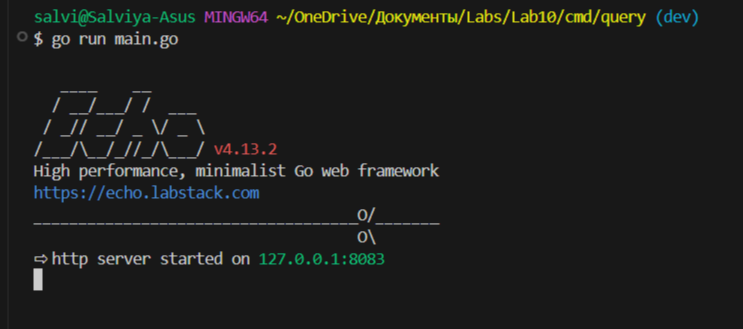 salvi@Salviya-Asus MINGW64 ~/OneDrive/Документы/Labs/Lab10/cmd/query (dev)
$ go run main.go
   ____    __
  / __/___/ /  ___
 / _// __/ _ \/ _ \
/___/\__/_//_/\___/ v4.13.2
High performance, minimalist Go web framework
https://echo.labstack.com
____________________________________O/_______
                                    O\
⇨ http server started on 127.0.0.1:8083